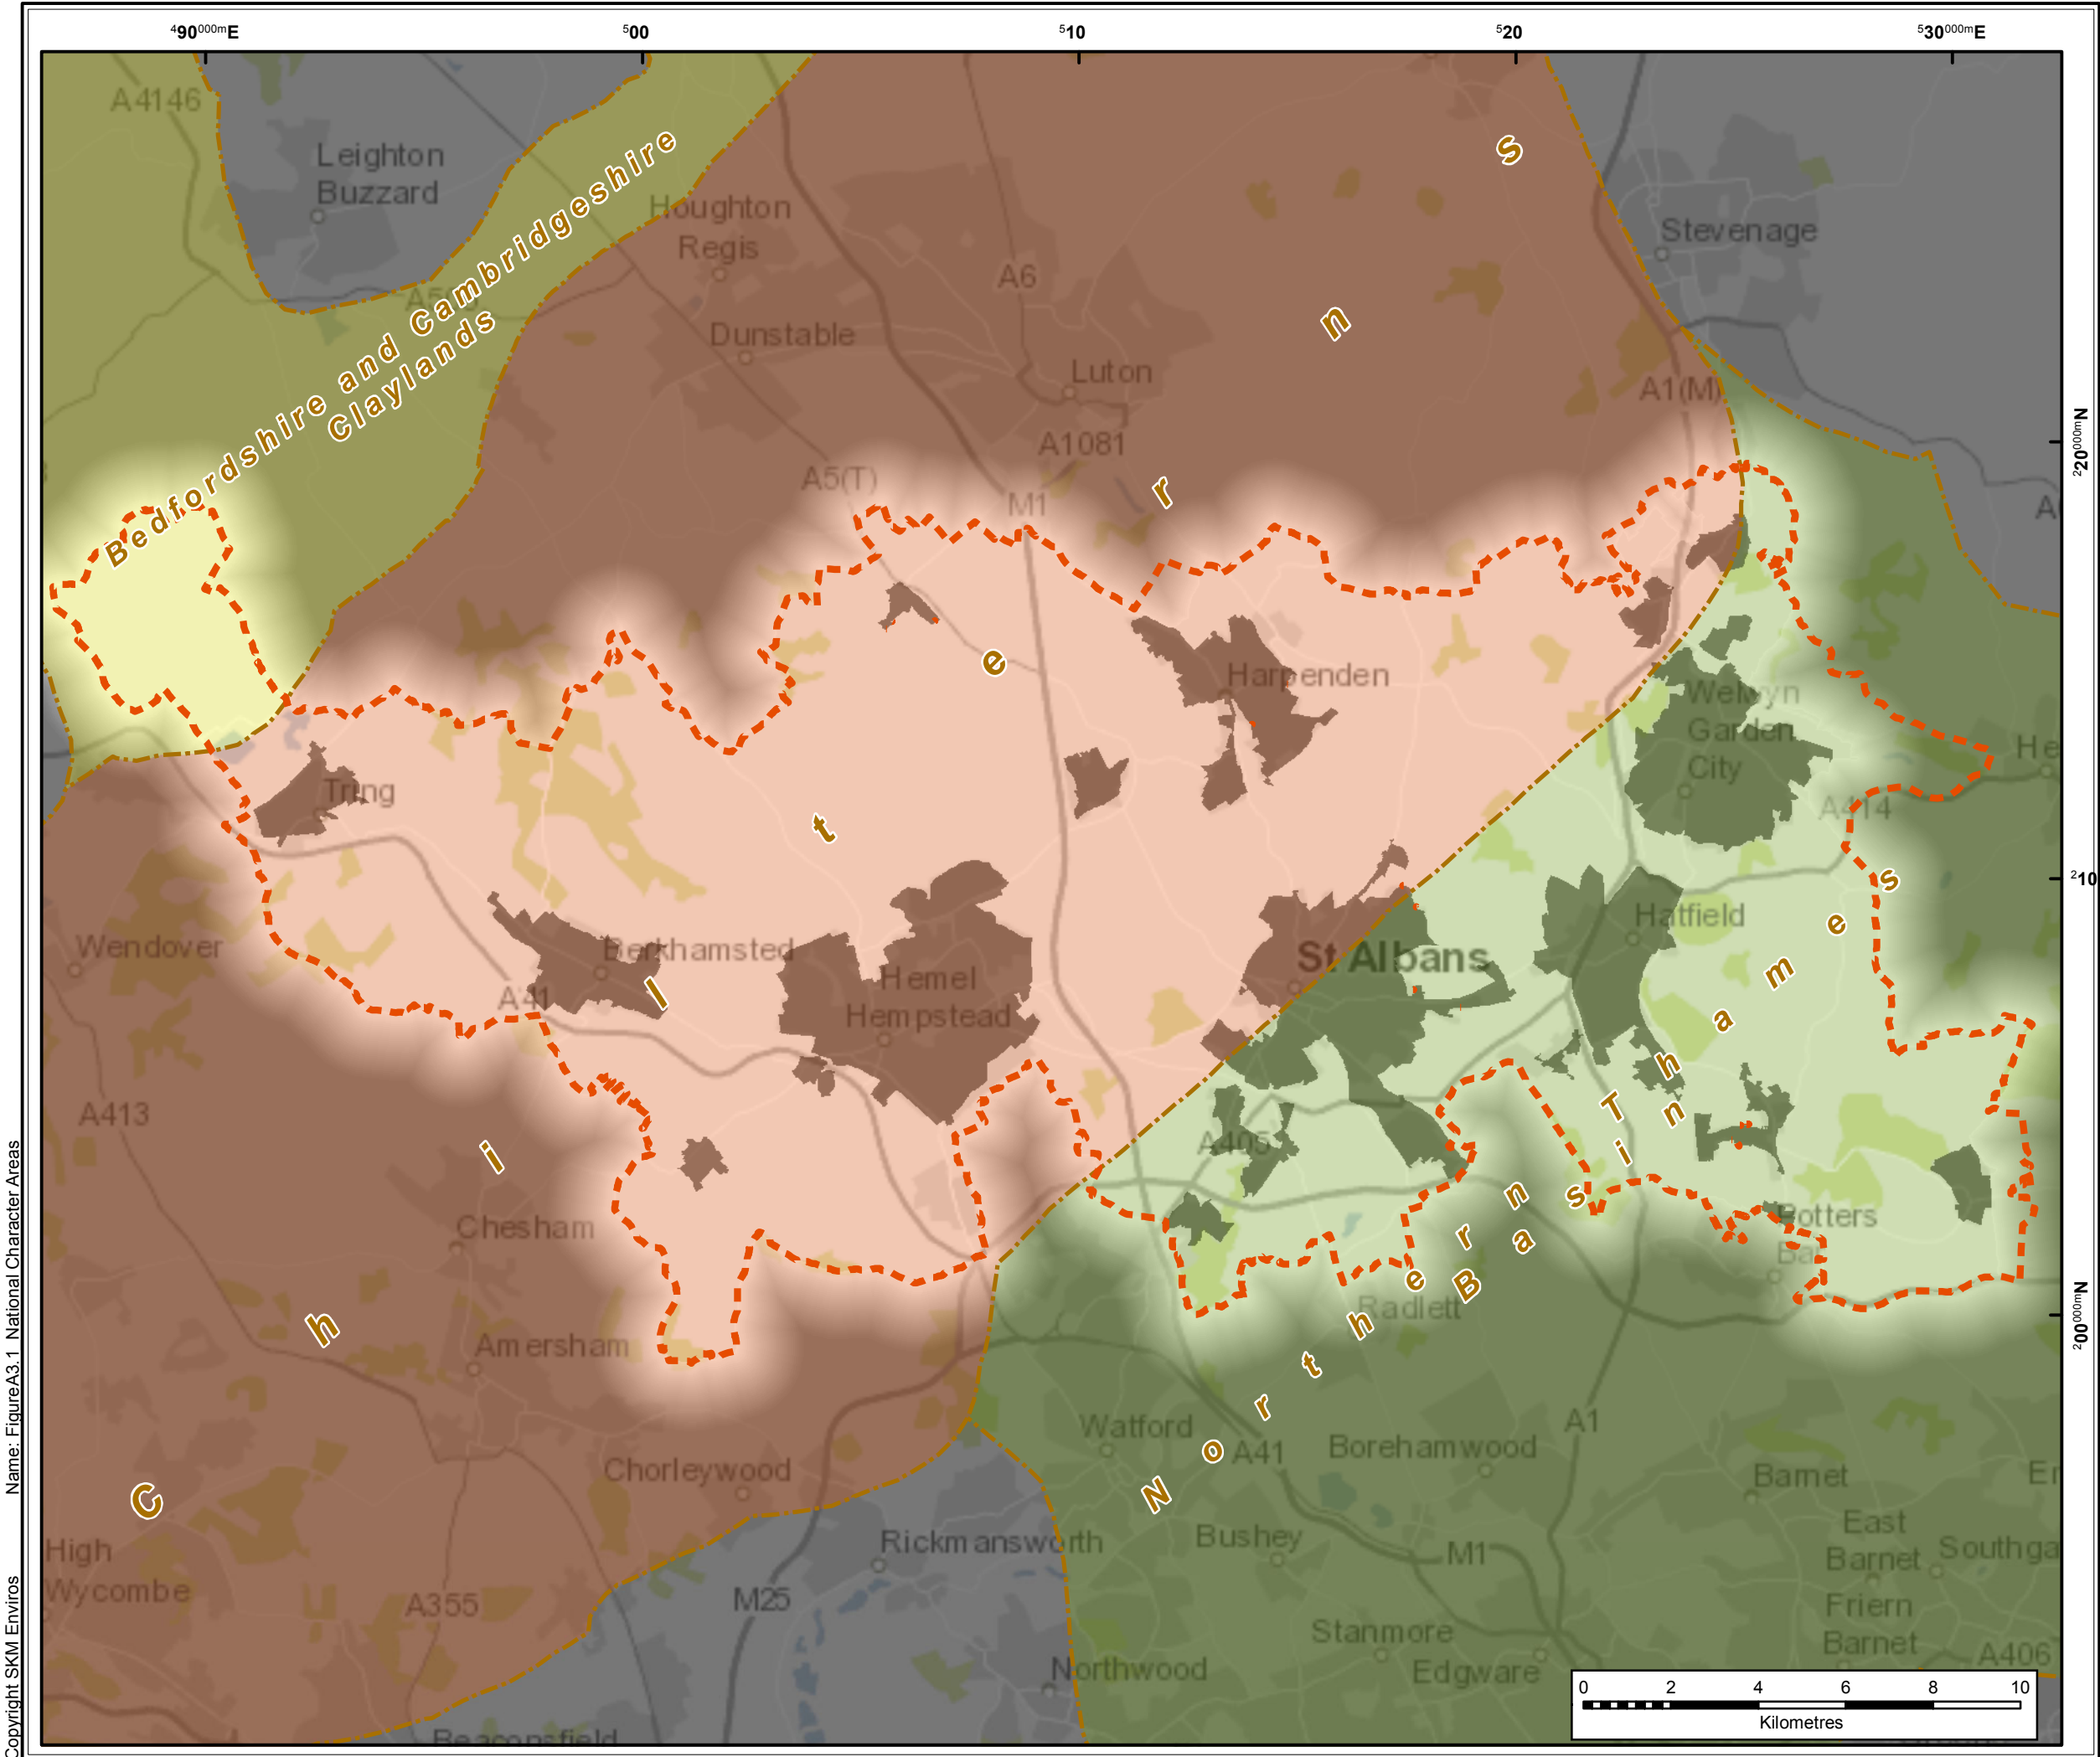 490000mE
500
510
520
530000mE
A4146
Leighton
Buzzard
Houghton
Regis
Bedfordshire and Cambridgeshire
Claylands
A6
Stevenage
Dunstable
Luton
A1(M)
A1081
A5(T)
M1
220000mN
Chilterns
Harpenden
Welwyn
Garden
City
Tring
A414
210
Wendover
Berkhamsted
Hatfield
St Albans
Hemel
Hempstead
A41
A413
A405
Northern Thames
Basin
Chesham
Potters
Bar
Radlett
200000mN
Amersham
Watford
A41
Borehamwood
A1
Chorleywood
Barnet
East
Barnet
Southga
Rickmansworth
Bushey
M1
High
Wycombe
A355
M25
Friern
Barnet
Stanmore
Edgware
A406
Northwood
Beaconsfield
0 2 4 6 8 10
Kilometres
Copyright SKM Enviros
Name: FigureA3.1 National Character Areas